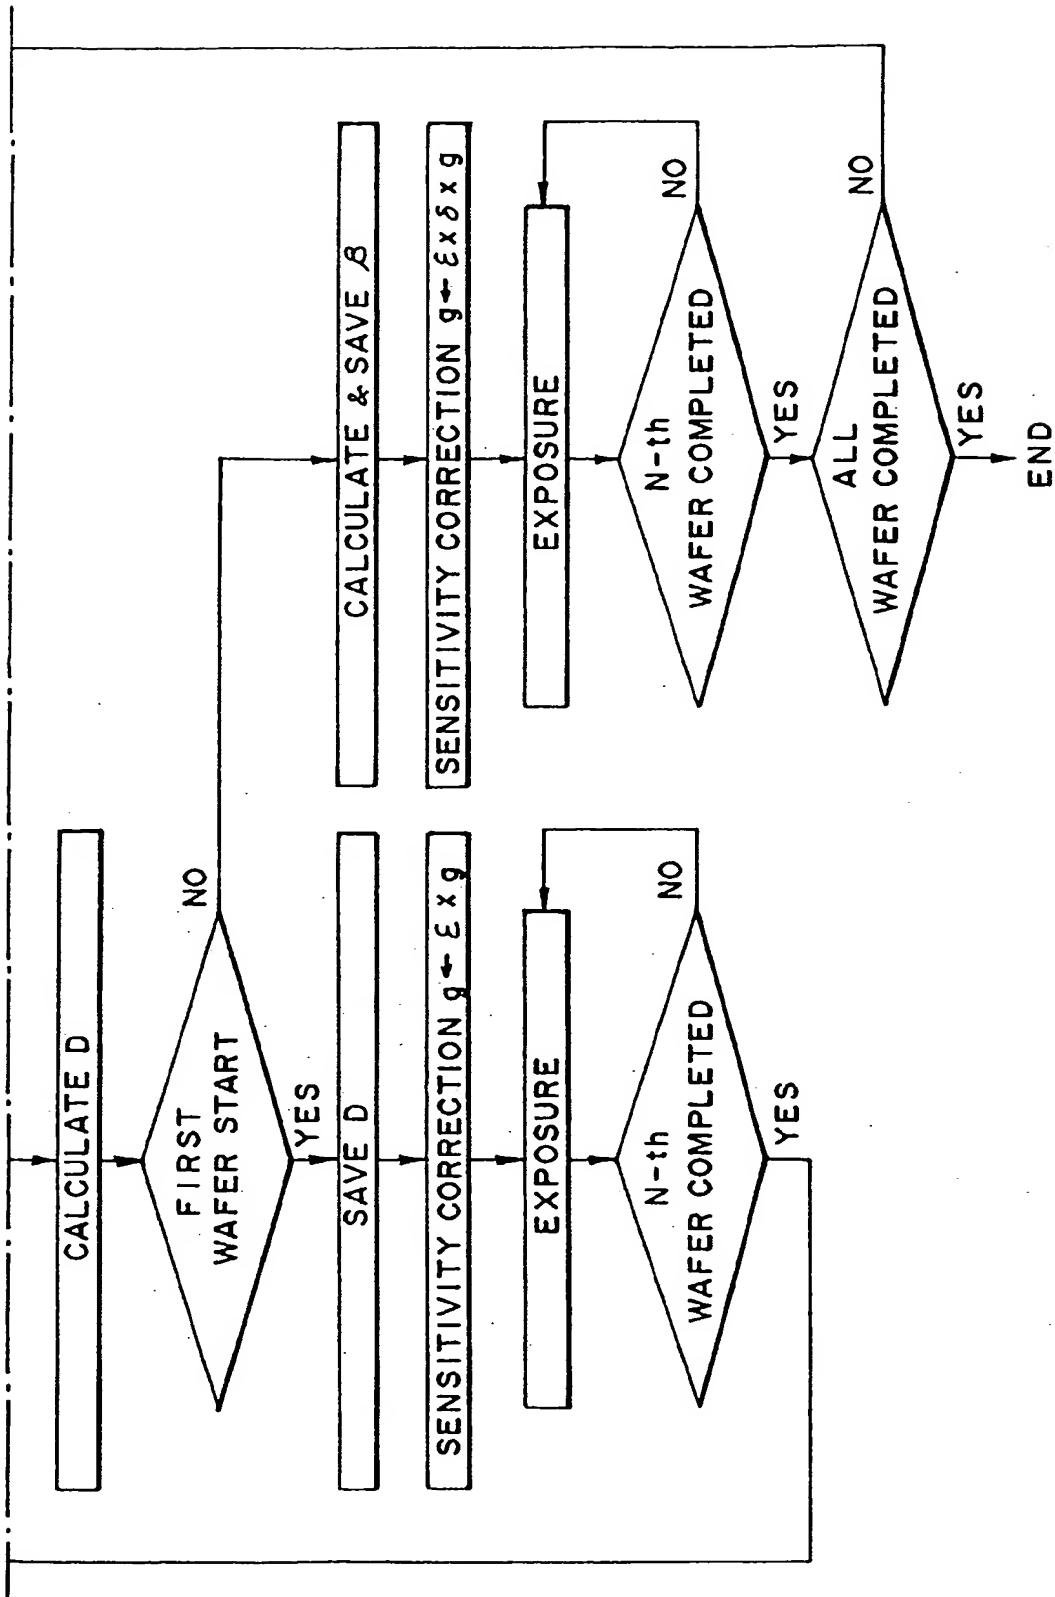 CALCULATE D
FIRST
WAFER START
NO
YES
SAVE D
SENSITIVITY CORRECTION g ← ε x g
EXPOSURE
N-th
WAFER COMPLETED
NO
YES
CALCULATE & SAVE β
SENSITIVITY CORRECTION g ← ε x δ x g
EXPOSURE
N-th
WAFER COMPLETED
NO
YES
ALL
WAFER COMPLETED
NO
YES
END